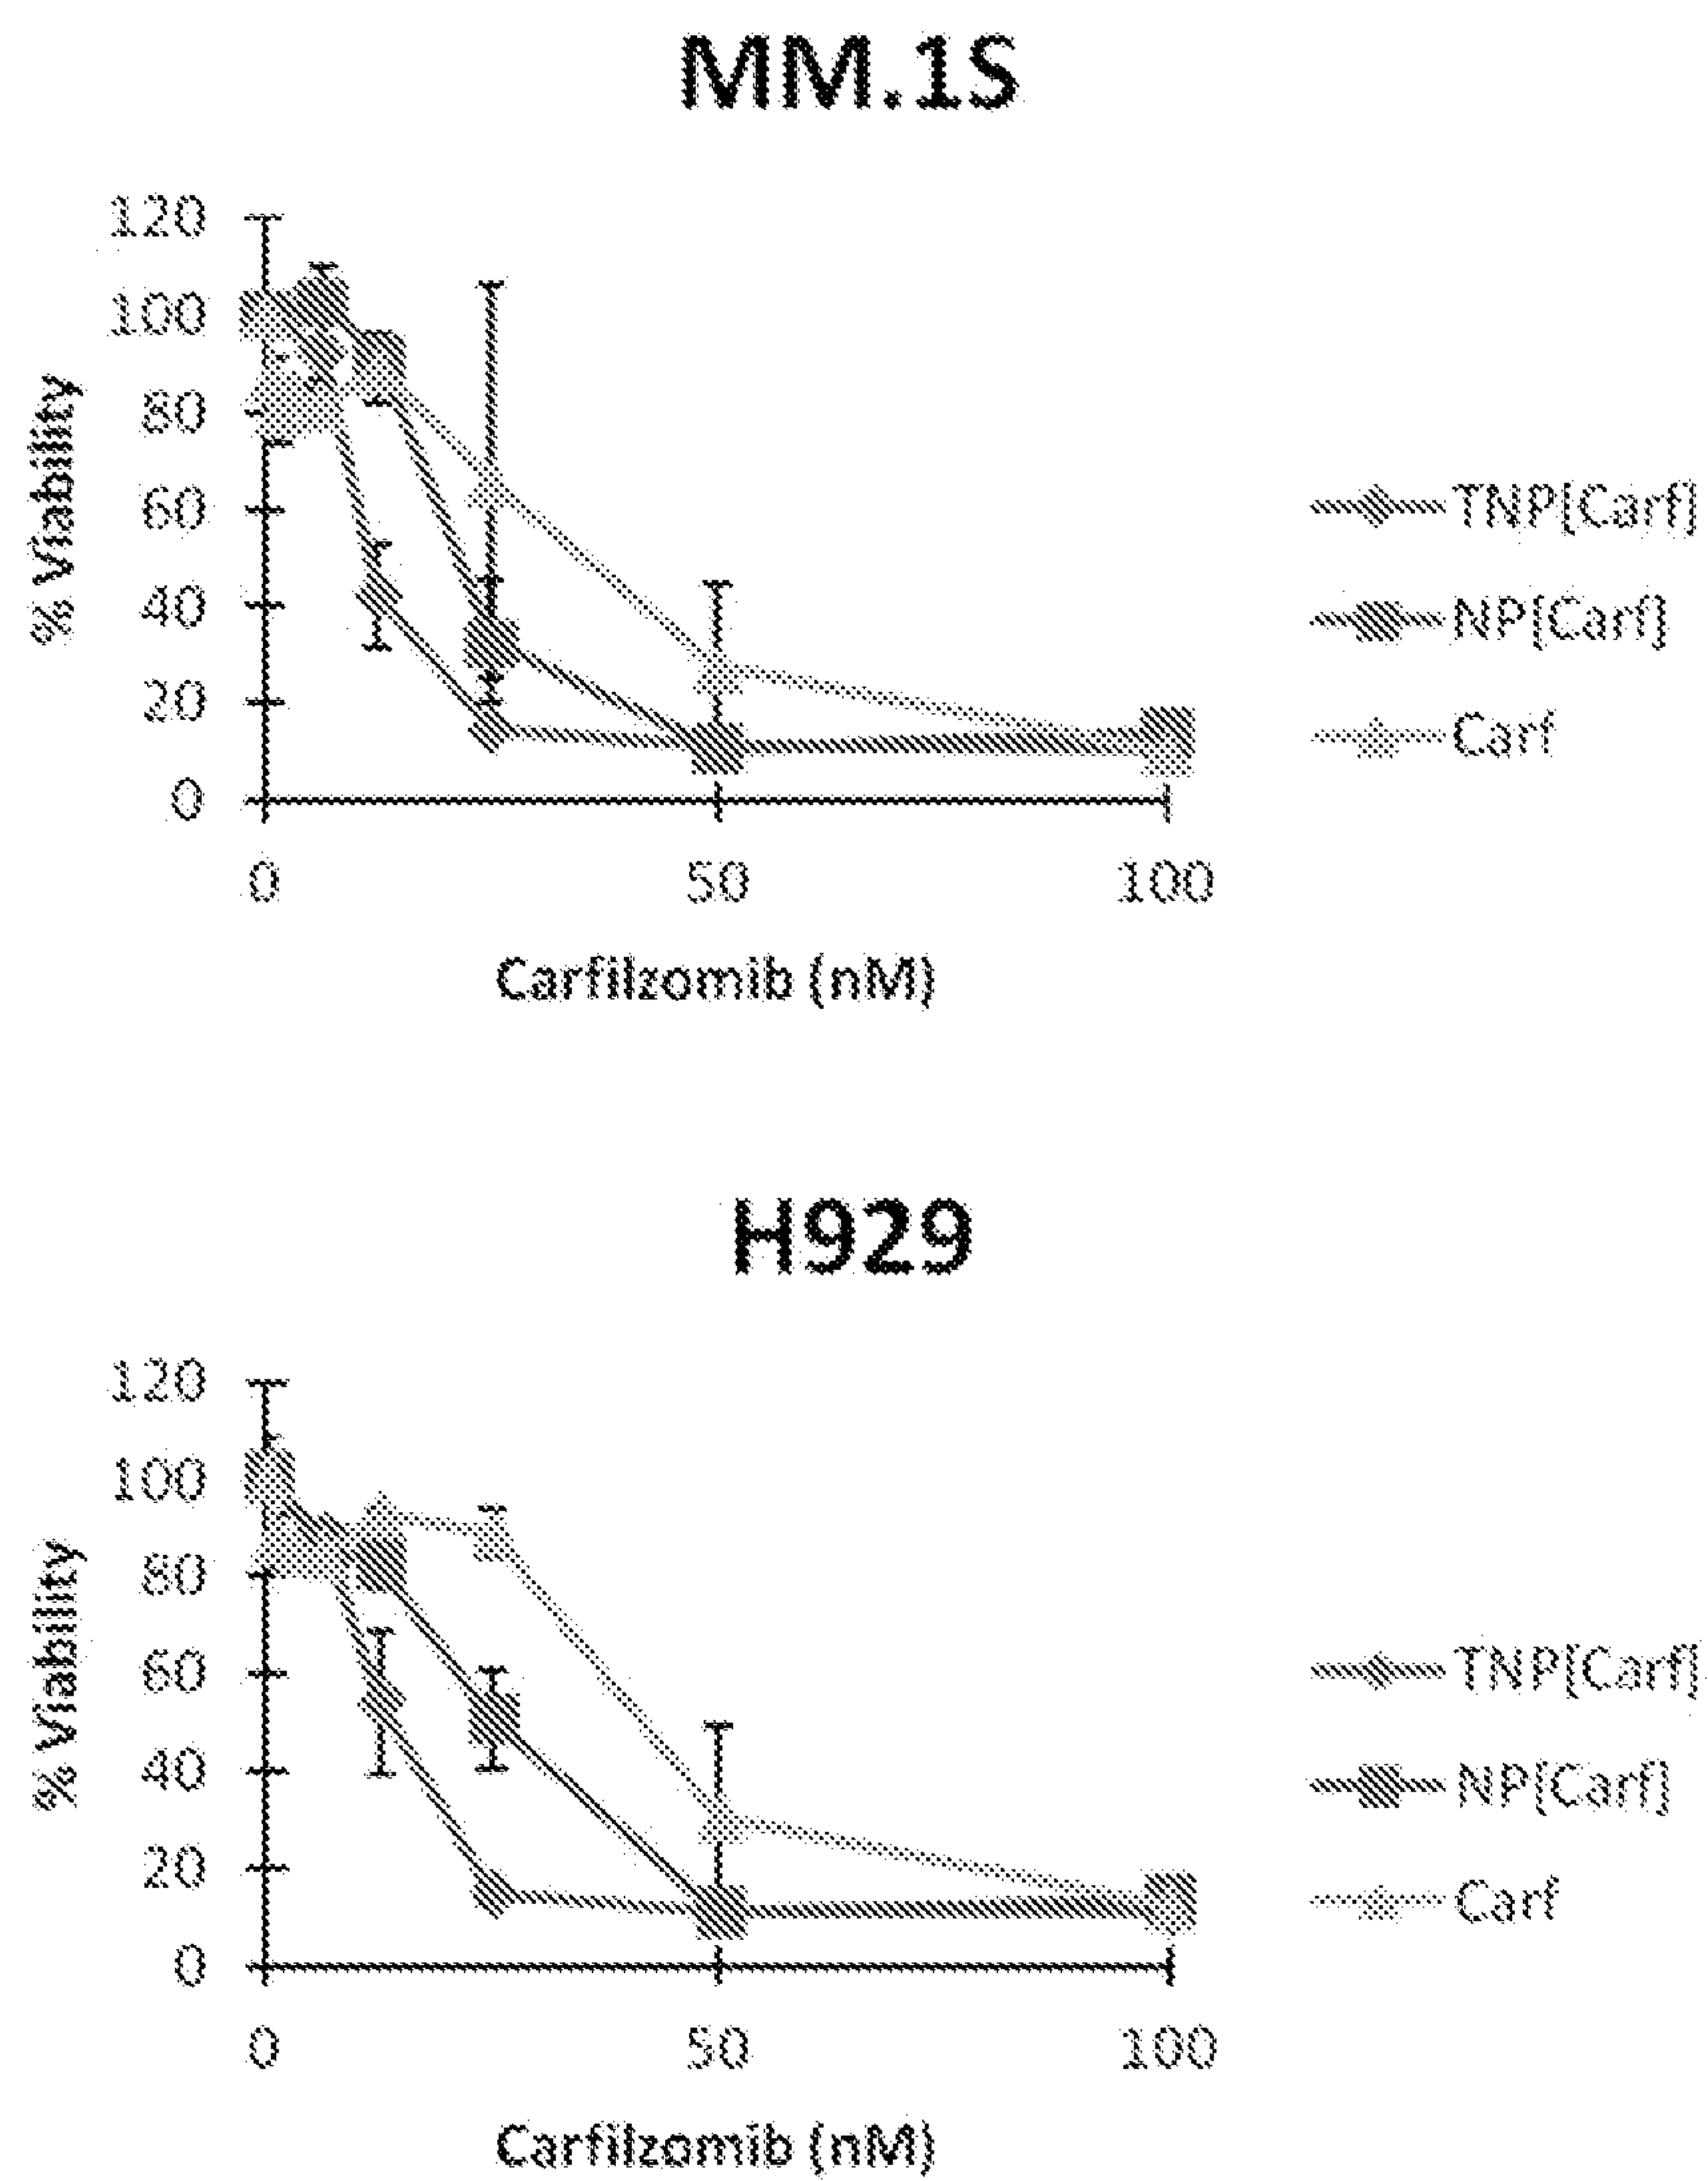 MM.1S
120
100
80
60
40
20
0
% Viability
0 50 100
Carfilzomib (nM)
TNP[Carf]
NP[Carf]
Carf
H929
120
100
80
60
40
20
0
% Viability
0 50 100
Carfilzomib (nM)
TNP[Carf]
NP[Carf]
Carf